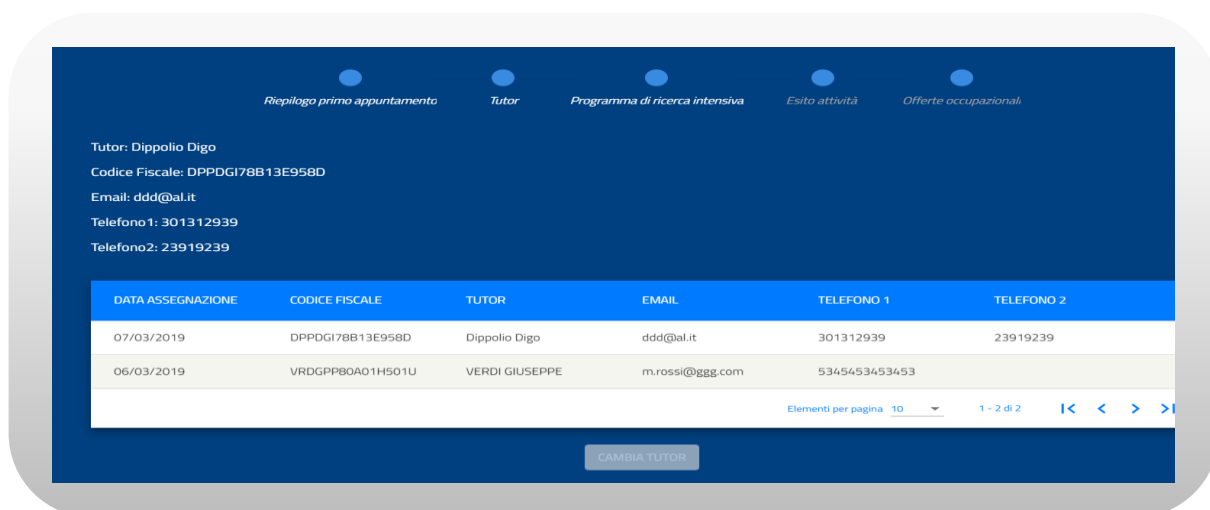 Riepilogo primo appuntamento Tutor Programma di ricerca intensiva Esito attività Offerte occupazionali
Tutor: Dippolio Digo
Codice Fiscale: DPPDGI78B13E958D
Email: ddd@al.it
Telefono1: 301312939
Telefono2: 23919239
DATA ASSEGNAZIONE CODICE FISCALE TUTOR EMAIL TELEFONO 1 TELEFONO 2
07/03/2019 DPPDGI78B13E958D Dippolio Digo ddd@al.it 301312939 23919239
06/03/2019 VRDGPP80A01H501U VERDI GIUSEPPE m.rossi@ggg.com 5345453453453
Elementi per pagina 10 1 - 2 di 2
CAMBIA TUTOR